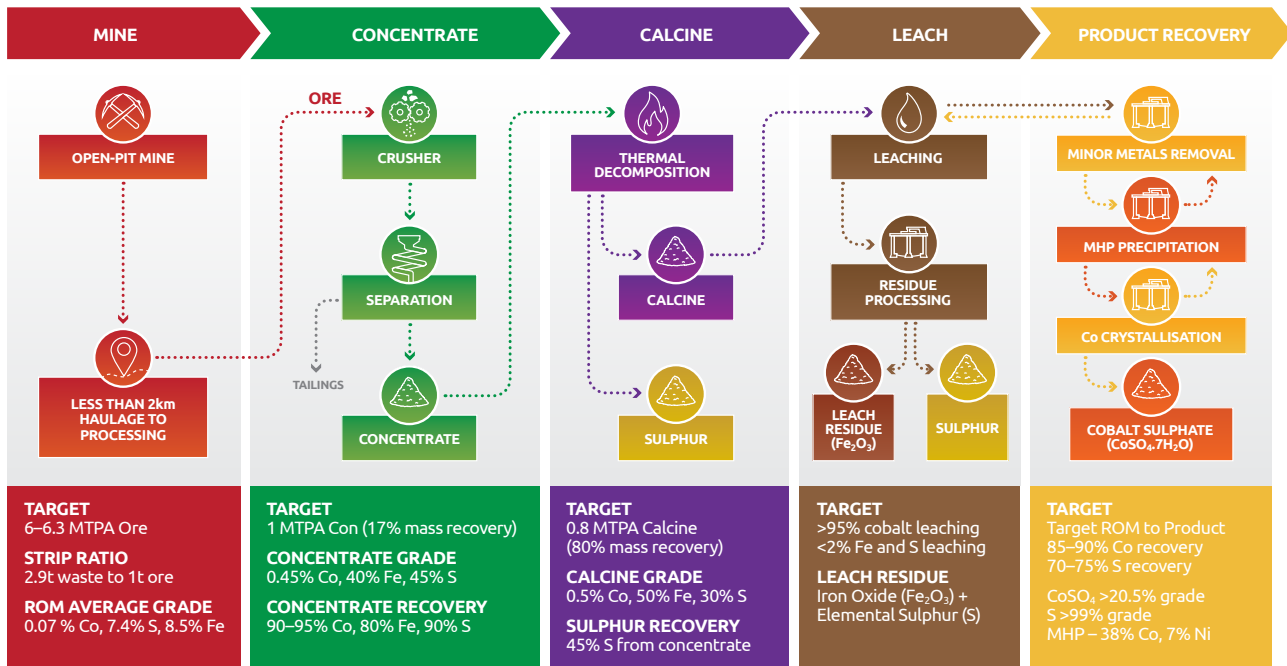 MINE
CONCENTRATE
CALCINE
LEACH
PRODUCT RECOVERY
OPEN-PIT MINE
LESS THAN 2km
HAULAGE TO
PROCESSING
ORE
CRUSHER
SEPARATION
TAILINGS
CONCENTRATE
THERMAL
DECOMPOSITION
CALCINE
SULPHUR
LEACHING
RESIDUE
PROCESSING
LEACH
RESIDUE
(Fe₂O₃)
SULPHUR
MINOR METALS REMOVAL
MHP PRECIPITATION
Co CRYSTALLISATION
COBALT SULPHATE
(CoSO₄.7H₂O)
TARGET
6–6.3 MTPA Ore
STRIP RATIO
2.9t waste to 1t ore
ROM AVERAGE GRADE
0.07 % Co, 7.4% S, 8.5% Fe
TARGET
1 MTPA Con (17% mass recovery)
CONCENTRATE GRADE
0.45% Co, 40% Fe, 45% S
CONCENTRATE RECOVERY
90–95% Co, 80% Fe, 90% S
TARGET
0.8 MTPA Calcine
(80% mass recovery)
CALCINE GRADE
0.5% Co, 50% Fe, 30% S
SULPHUR RECOVERY
45% S from concentrate
TARGET
>95% cobalt leaching
<2% Fe and S leaching
LEACH RESIDUE
Iron Oxide (Fe₂O₃) +
Elemental Sulphur (S)
TARGET
Target ROM to Product
85–90% Co recovery
70–75% S recovery
CoSO₄ >20.5% grade
S >99% grade
MHP – 38% Co, 7% Ni